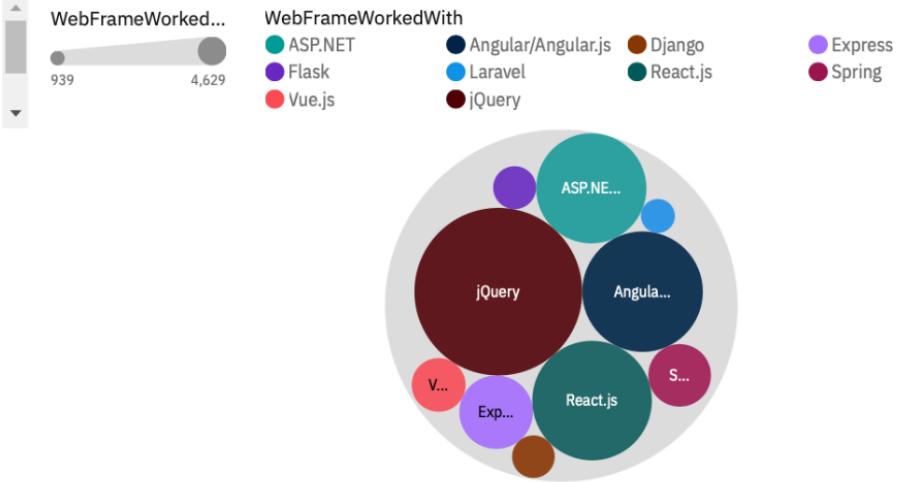 WebFrameWorked...
939 4,629
WebFrameWorkedWith
ASP.NET Angular/Angular.js Django Express
Flask Laravel React.js Spring
Vue.js jQuery
ASP.NE...
jQuery
Angula...
S...
V...
React.js
Exp...